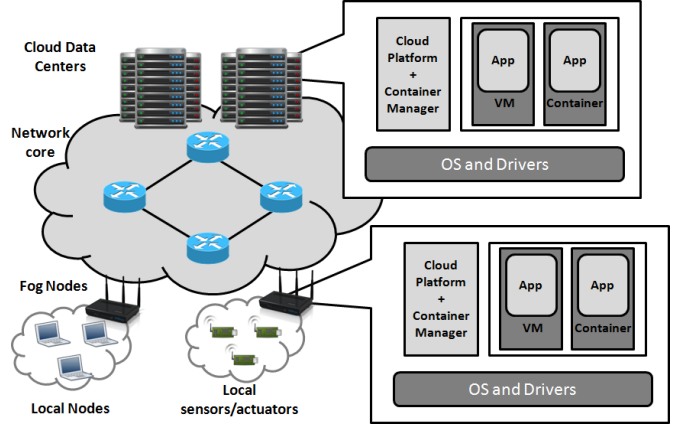 Cloud Data
Centers
Network
core
Fog Nodes
Local Nodes
Local
sensors/actuators
Cloud
Platform
+
Container
Manager
App
VM
App
Container
OS and Drivers
Cloud
Platform
+
Container
Manager
App
VM
App
Container
OS and Drivers